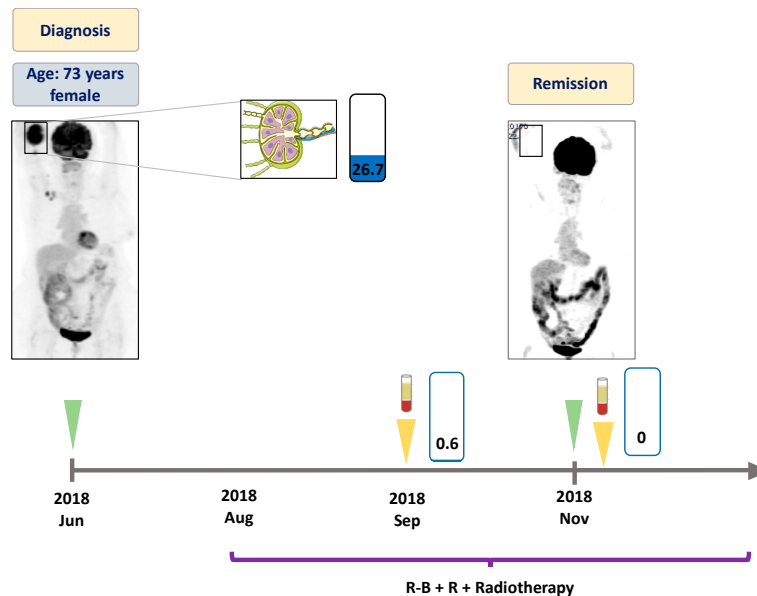 Diagnosis
Age: 73 years
female
Remission
26.7
0.6
0
2018
Jun
2018
Aug
2018
Sep
2018
Nov
R-B + R + Radiotherapy